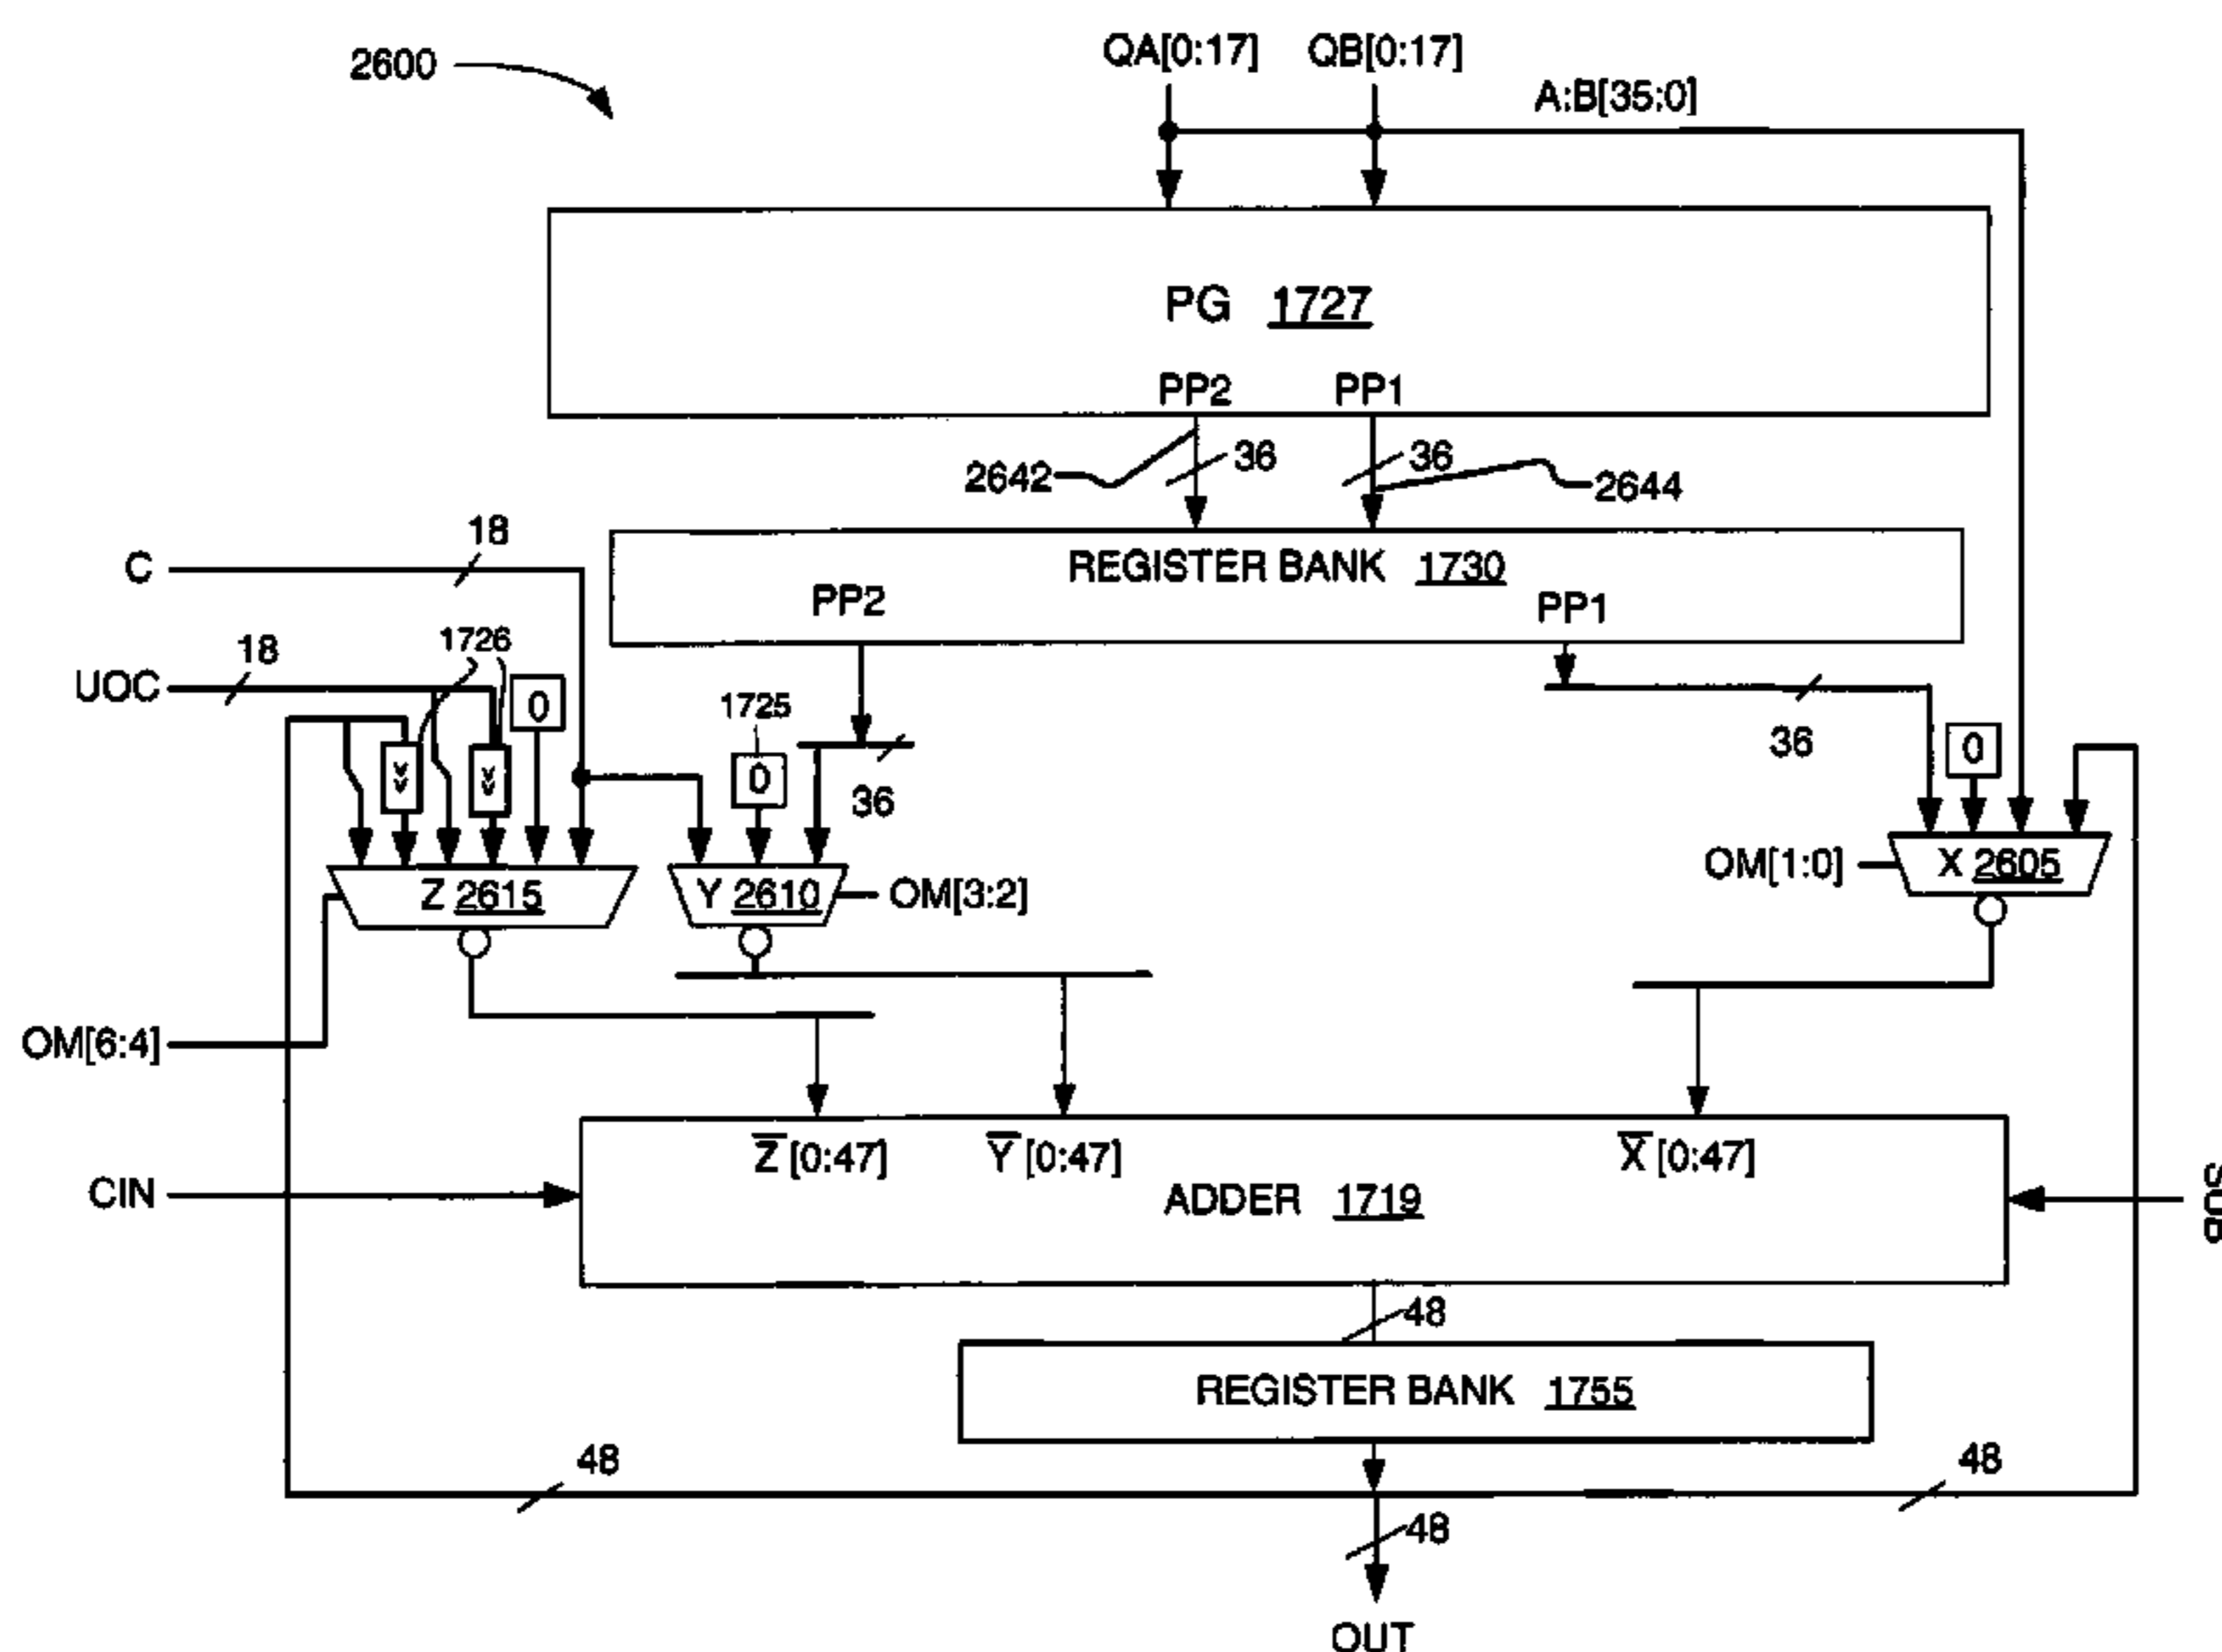 2600
QA[0:17] QB[0:17]
A:B[35:0]
PG 1727
PP2 PP1
36 36
2642 2644
C 18
REGISTER BANK 1730
PP2 PP1
UOC 18 1726
0
1725
0
36
36
0
Z 2615
Y 2610
OM[3:2]
OM[1:0]
X 2605
OM[6:4]
Z [0:47] Y [0:47] X [0:47]
CIN
ADDER 1719
SUB
48
REGISTER BANK 1755
48 48
48
OUT